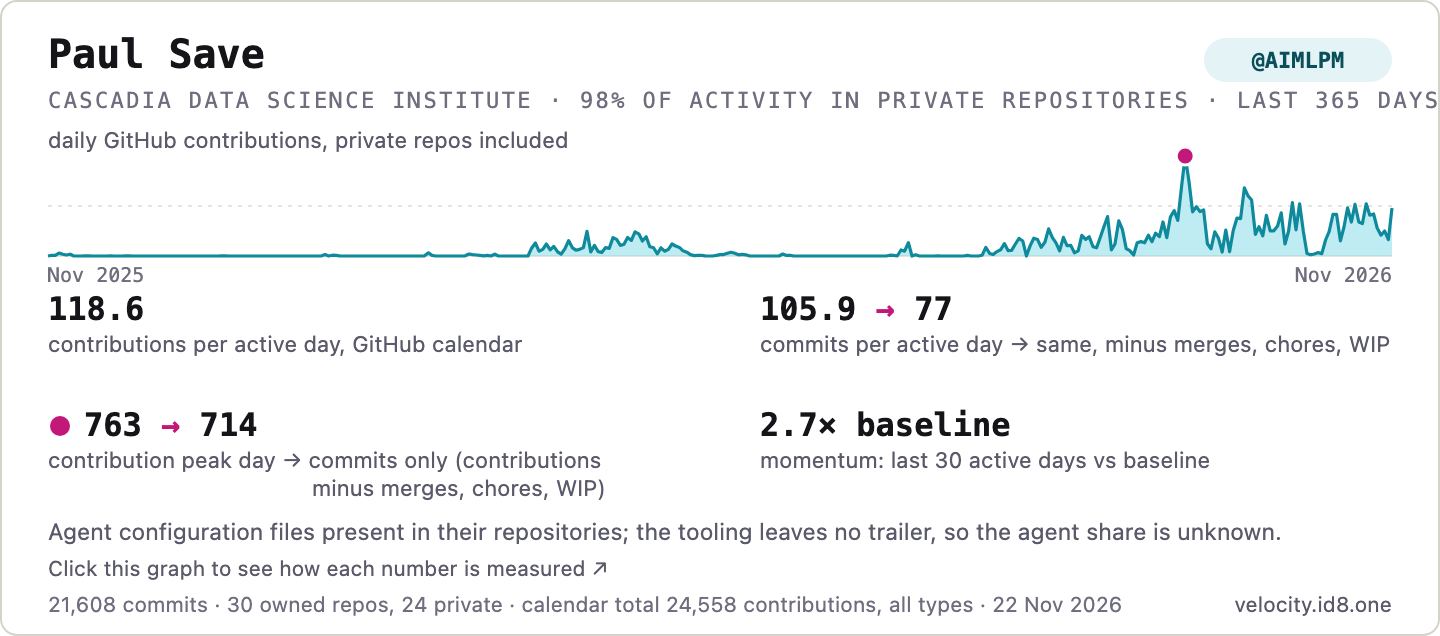 Paul Save
@AIMLPM
CASCADIA DATA SCIENCE INSTITUTE · 98% OF ACTIVITY IN PRIVATE REPOSITORIES · LAST 365 DAYS
daily GitHub contributions, private repos included
Nov 2025
Nov 2026
118.6
contributions per active day, GitHub calendar
105.9 → 77
commits per active day → same, minus merges, chores, WIP
763 → 714
contribution peak day → commits only (contributions
minus merges, chores, WIP)
2.7× baseline
momentum: last 30 active days vs baseline
Agent configuration files present in their repositories; the tooling leaves no trailer, so the agent share is unknown.
Click this graph to see how each number is measured ↗
21,608 commits · 30 owned repos, 24 private · calendar total 24,558 contributions, all types · 22 Nov 2026
velocity.id8.one